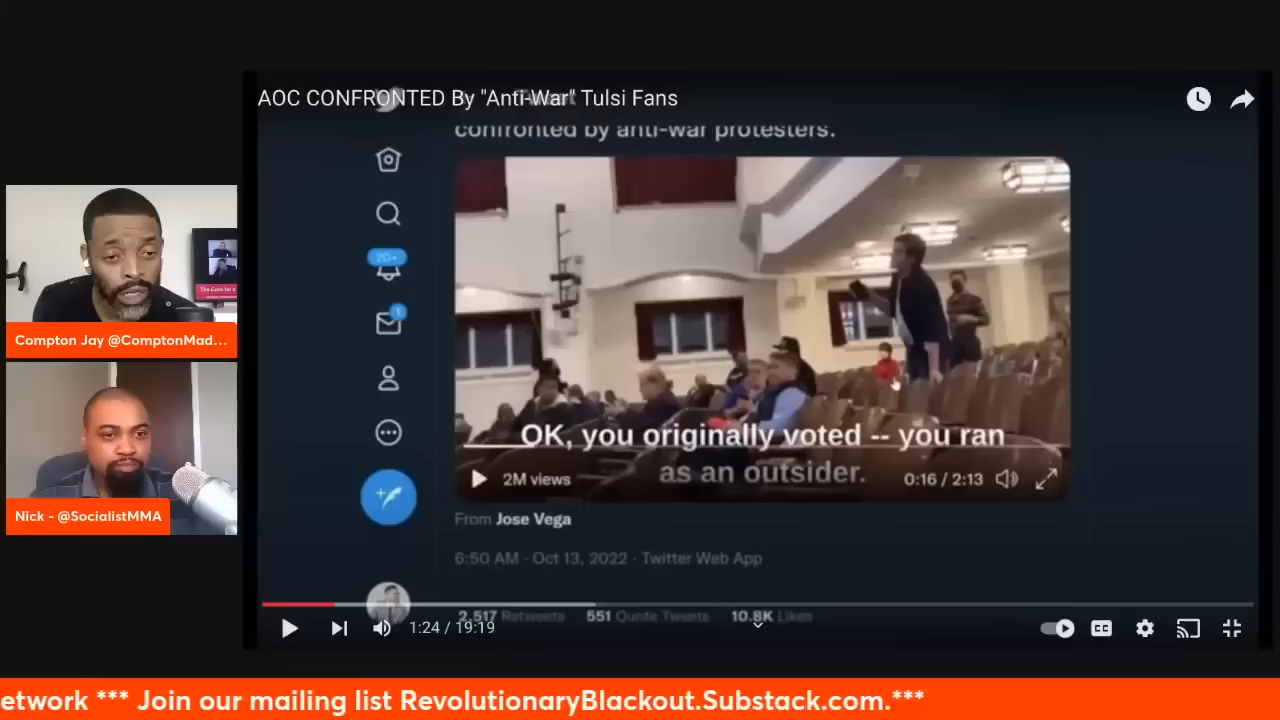 AOC CONFRONTED By "Anti-War" Tulsi Fans
confronted by anti-war protesters.
20+
1
OK, you originally voted -- you ran
as an outsider.
2M views
0:16 / 2:13
From Jose Vega
6:50 AM · Oct 13, 2022 · Twitter Web App
2,517 Retweets 551 Quote Tweets 10.8K Likes
1:24 / 19:19
CC
Compton Jay @ComptonMad...
Nick - @SocialistMMA
etwork *** Join our mailing list RevolutionaryBlackout.Substack.com.***